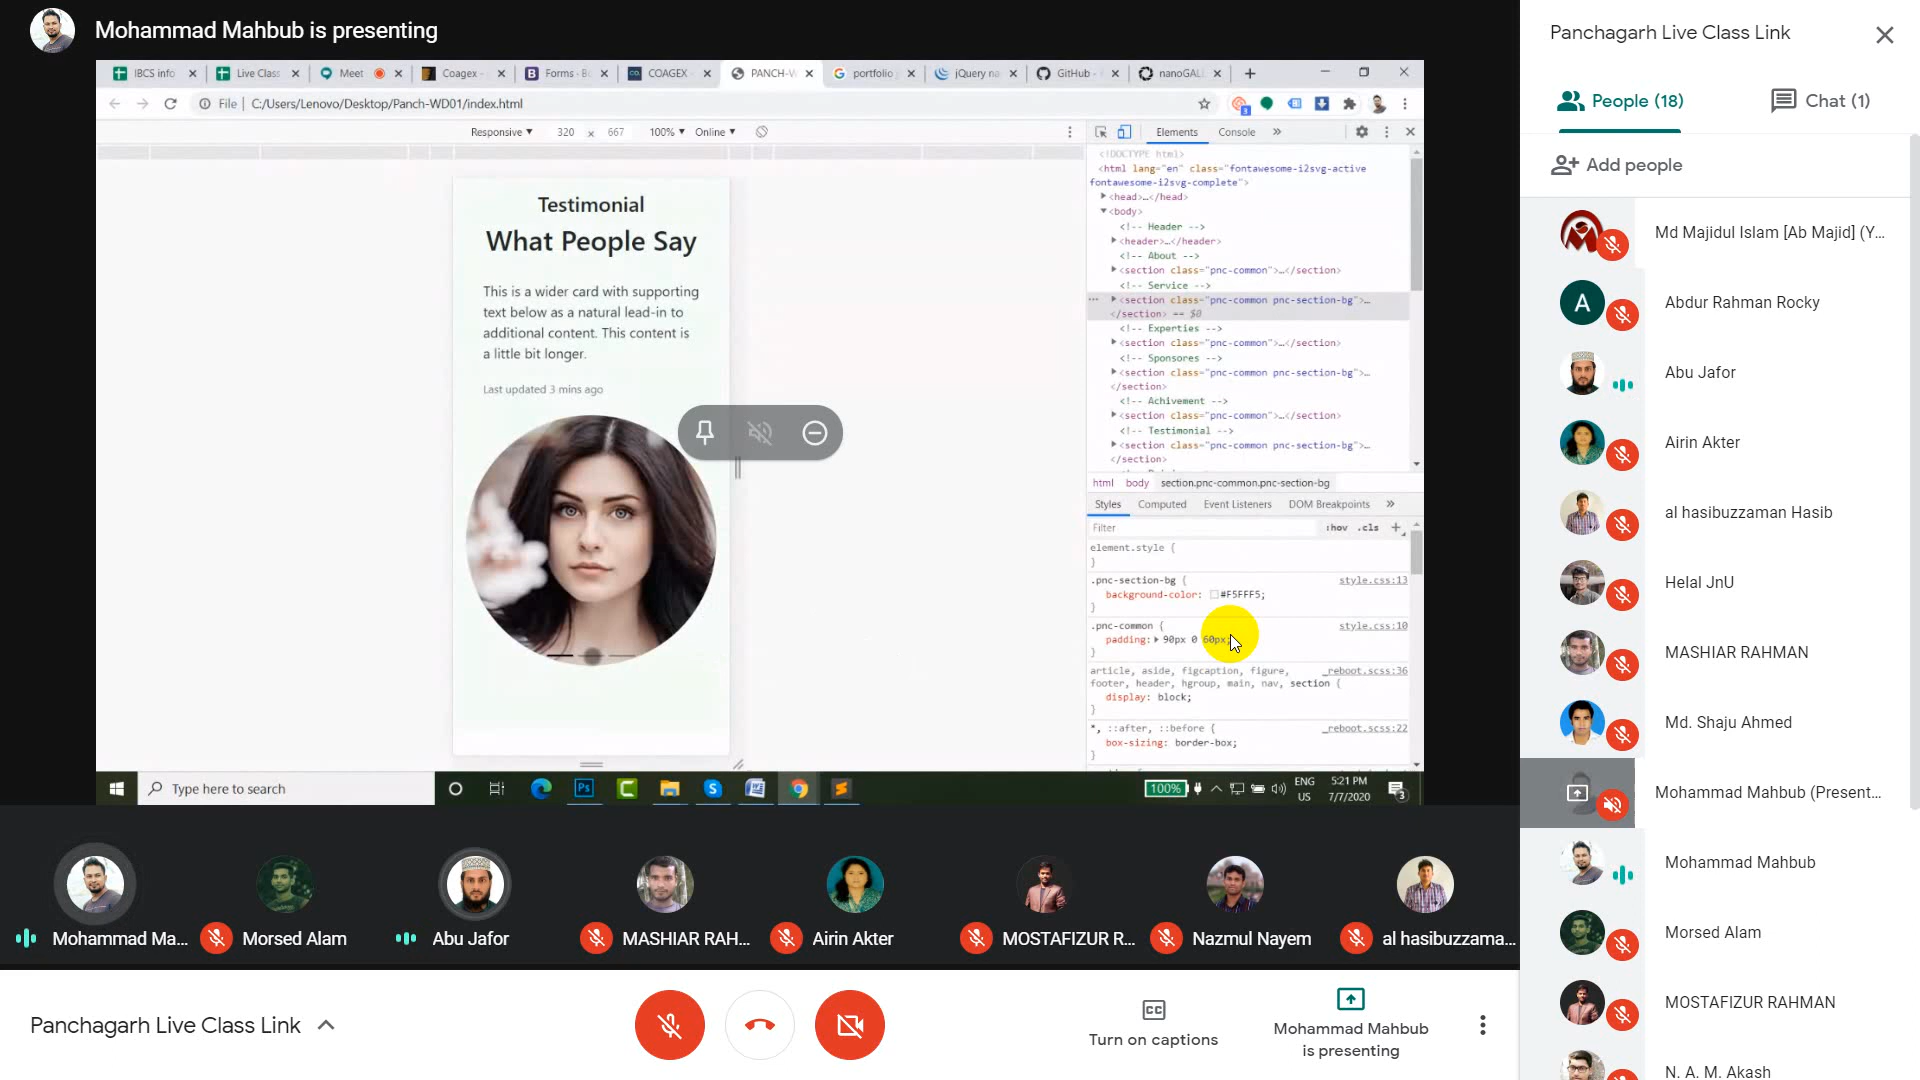 Mohammad Mahbub is presenting
IBCS info
Live Class
Meet
Coagex -
Forms - Bo
COAGEX
PANCH-W
portfolio
jQuery na
GitHub -
nanoGAL
File | C:/Users/Lenovo/Desktop/Panch-WD01/index.html
Responsive
320 x 667
100%
Online
Elements
Console
Testimonial
What People Say
This is a wider card with supporting
text below as a natural lead-in to
additional content. This content is
a little bit longer.
Last updated 3 mins ago
<!DOCTYPE html>
<html lang="en" class="fontawesome-i2svg-active
fontawesome-i2svg-complete">
<head>…</head>
<body>
<!-- Header -->
<header>…</header>
<!-- About -->
<section class="pnc-common">…</section>
<!-- Service -->
<section class="pnc-common pnc-section-bg">…
</section> == $0
<!-- Experties -->
<section class="pnc-common">…</section>
<!-- Sponsores -->
<section class="pnc-common pnc-section-bg">…
</section>
<!-- Achivement -->
<section class="pnc-common">…</section>
<!-- Testimonial -->
<section class="pnc-common pnc-section-bg">…
</section>
html body section.pnc-common.pnc-section-bg
Styles Computed Event Listeners DOM Breakpoints
Filter
:hov .cls +
element.style {
}
.pnc-section-bg { style.css:13
background-color: #F5FFF5;
}
.pnc-common { style.css:10
padding: 90px 0 60px;
}
article, aside, figcaption, figure, _reboot.scss:36
footer, header, hgroup, main, nav, section {
display: block;
}
*, ::after, ::before { _reboot.scss:22
box-sizing: border-box;
}
Type here to search
100%
ENG
US
5:21 PM
7/7/2020
3
Mohammad Ma...
Morsed Alam
Abu Jafor
MASHIAR RAH...
Airin Akter
MOSTAFIZUR R...
Nazmul Nayem
al hasibuzzama...
Panchagarh Live Class Link
Turn on captions
Mohammad Mahbub
is presenting
Panchagarh Live Class Link
People (18)
Chat (1)
Add people
Md Majidul Islam [Ab Majid] (Y...
Abdur Rahman Rocky
Abu Jafor
Airin Akter
al hasibuzzaman Hasib
Helal JnU
MASHIAR RAHMAN
Md. Shaju Ahmed
Mohammad Mahbub (Present...
Mohammad Mahbub
Morsed Alam
MOSTAFIZUR RAHMAN
N. A. M. Akash